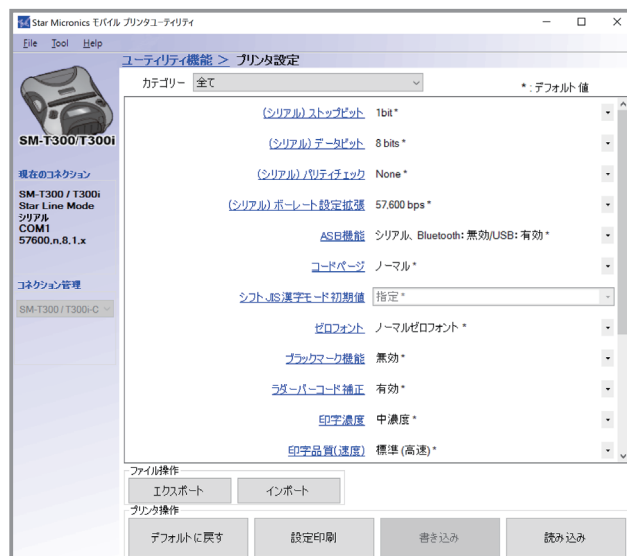 Star Micronics モバイル プリンタユーティリティ
File Tool Help
ユーティリティ機能 > プリンタ設定
カテゴリー 全て
* : デフォルト値
SM-T300/T300i
現在のコネクション
SM-T300 / T300i
Star Line Mode
シリアル
COM1
57600.n,8,1,x
コネクション管理
SM-T300 / T300i-C
(シリアル) ストップビット 1bit *
(シリアル) データビット 8 bits *
(シリアル) パリティチェック None *
(シリアル) ボーレート設定拡張 57,600 bps *
ASB機能 シリアル、Bluetooth: 無効/USB: 有効 *
コードページ ノーマル *
シフトJIS漢字モード初期値 指定 *
ゼロフォント ノーマルゼロフォント *
ブラックマーク機能 無効 *
ラダーバーコード補正 有効 *
印字濃度 中濃度 *
印字品質(速度) 標準 (高速) *
ファイル操作
エクスポート インポート
プリンタ操作
デフォルトに戻す 設定印刷 書き込み 読み込み